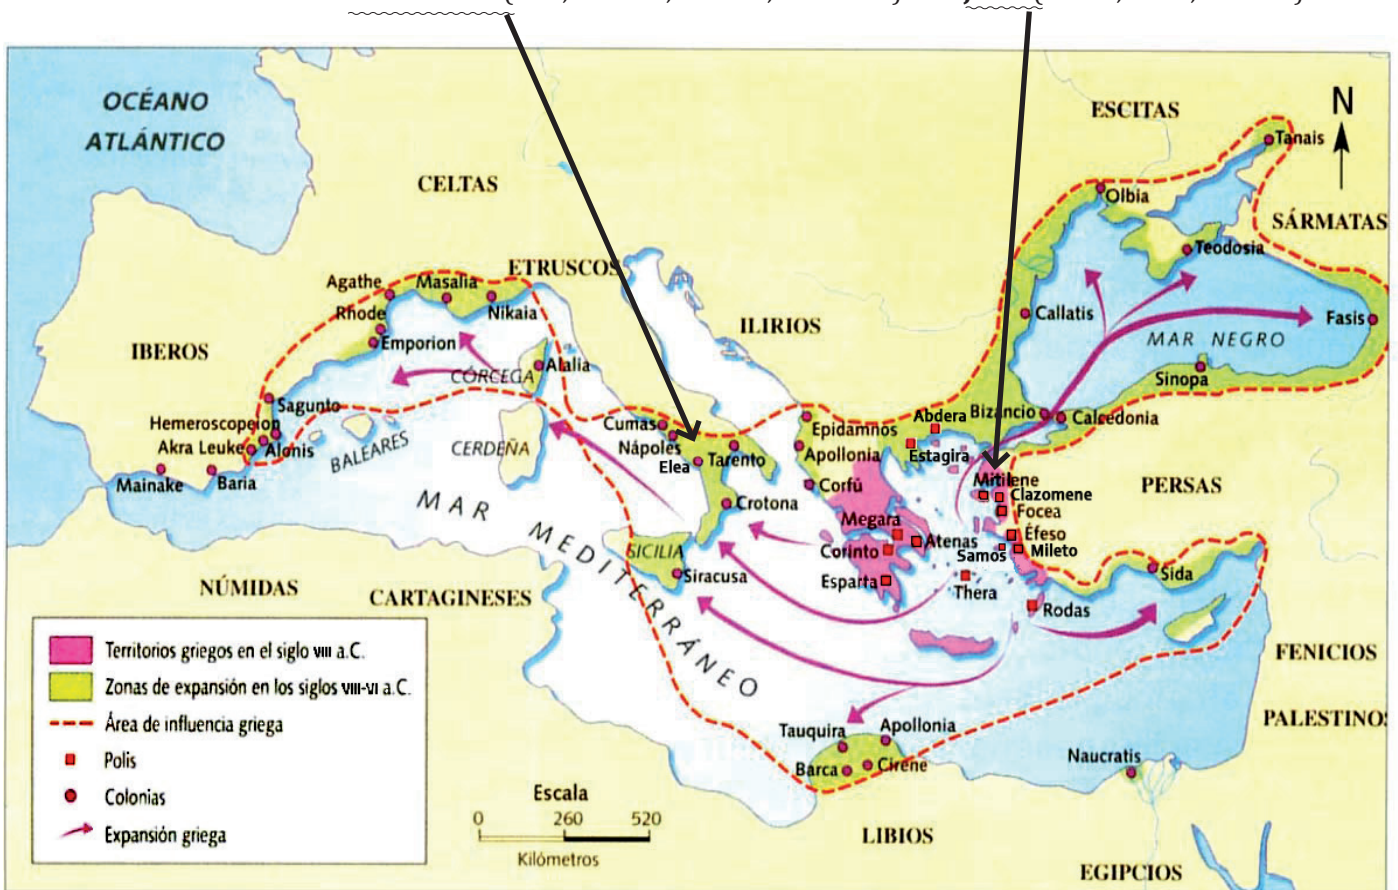 OCÉANO
ATLÁNTICO
ESCITAS
N
Tanais
CELTAS
Olbia
SÁRMATAS
Teodosia
ETRUSCOS
Agathe
Masalia
Rhode
Nikaia
Callatis
Fasis
ILIRIOS
MAR NEGRO
IBEROS
Emporion
Alalia
CÓRCEGA
Sinopa
Sagunto
Hemeroscopeion
Akra Leuke
Alonis
BALEARES
CERDEÑA
Cumas
Nápoles
Elea
Tarento
Epidamnos
Apollonia
Abdera
Bizancio
Calcedonia
Estagira
Mainake
Baria
Corfú
Mitilene
Clazomene
PERSAS
Crotona
Focea
MAR MEDITERRÁNEO
Megara
Atenas
Éfeso
Corinto
Samos
Mileto
SICILIA
Siracusa
Esparta
Thera
Sida
Rodas
NÚMIDAS
CARTAGINESES
Territorios griegos en el siglo VIII a.C.
Zonas de expansión en los siglos VIII-VI a.C.
Área de influencia griega
Polis
Colonias
Expansión griega
FENICIOS
PALESTINOS
Tauquira
Apollonia
Barca
Cirene
Naucratis
Escala
0 260 520
Kilómetros
LIBIOS
EGIPCIOS